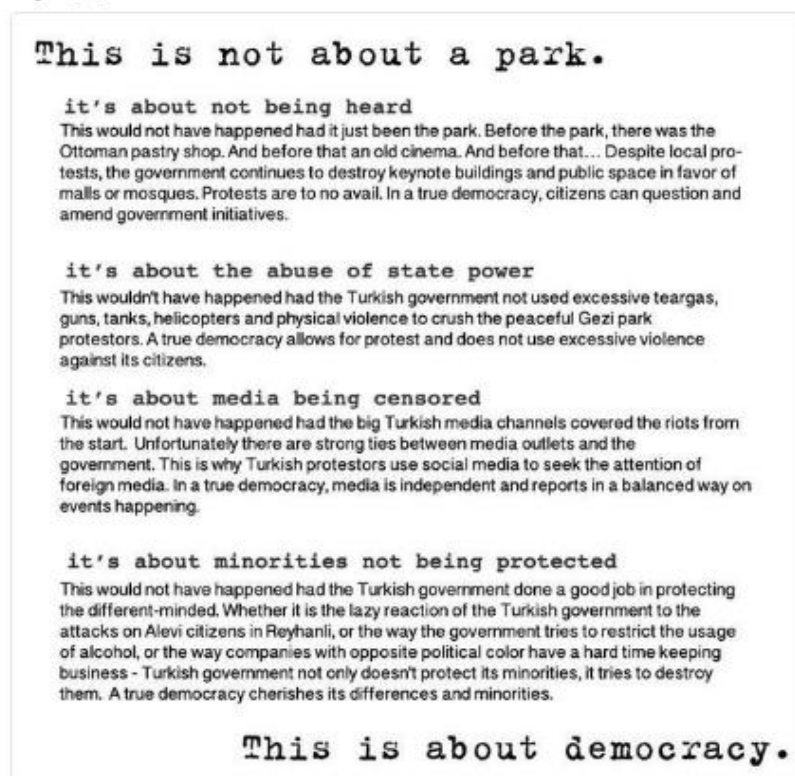 This is not about a park.
it's about not being heard
This would not have happened had it just been the park. Before the park, there was the
Ottoman pastry shop. And before that an old cinema. And before that... Despite local pro-
tests, the government continues to destroy keynote buildings and public space in favor of
malls or mosques. Protests are to no avail. In a true democracy, citizens can question and
amend government initiatives.
it's about the abuse of state power
This wouldn't have happened had the Turkish government not used excessive teargas,
guns, tanks, helicopters and physical violence to crush the peaceful Gezi park
protestors. A true democracy allows for protest and does not use excessive violence
against its citizens.
it's about media being censored
This would not have happened had the big Turkish media channels covered the riots from
the start. Unfortunately there are strong ties between media outlets and the
government. This is why Turkish protestors use social media to seek the attention of
foreign media. In a true democracy, media is independent and reports in a balanced way on
events happening.
it's about minorities not being protected
This would not have happened had the Turkish government done a good job in protecting
the different-minded. Whether it is the lazy reaction of the Turkish government to the
attacks on Alevi citizens in Reyhanli, or the way the government tries to restrict the usage
of alcohol, or the way companies with opposite political color have a hard time keeping
business - Turkish government not only doesn't protect its minorities, it tries to destroy
them. A true democracy cherishes its differences and minorities.
This is about democracy.